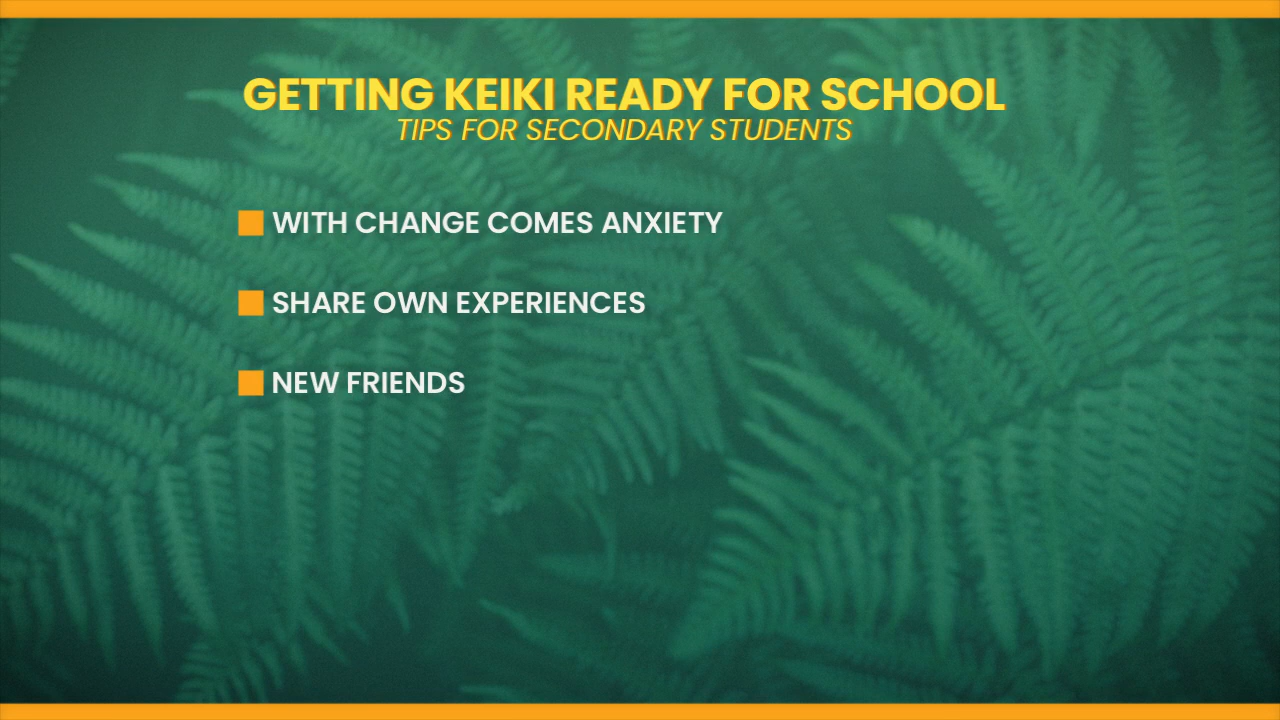 GETTING KEIKI READY FOR SCHOOL
TIPS FOR SECONDARY STUDENTS
WITH CHANGE COMES ANXIETY
SHARE OWN EXPERIENCES
NEW FRIENDS